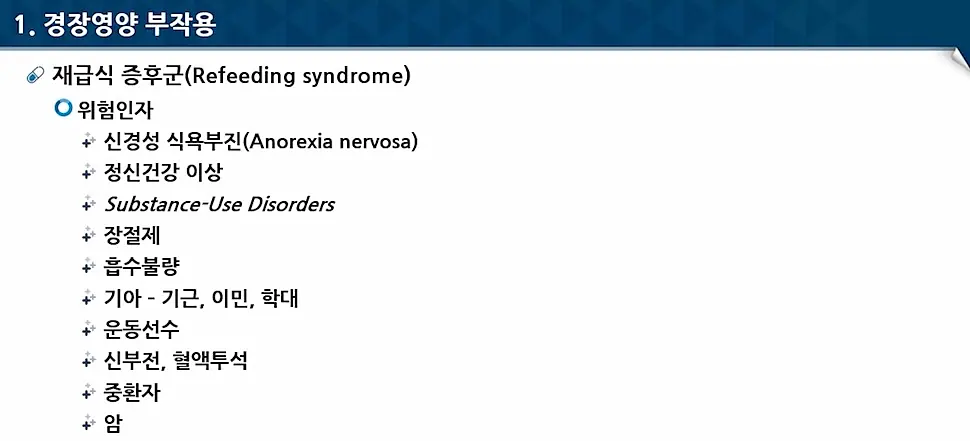 1. 경장영양 부작용
재급식 증후군(Refeeding syndrome)
위험인자
신경성 식욕부진(Anorexia nervosa)
정신건강 이상
Substance-Use Disorders
장절제
흡수불량
기아 - 기근, 이민, 학대
운동선수
신부전, 혈액투석
중환자
암